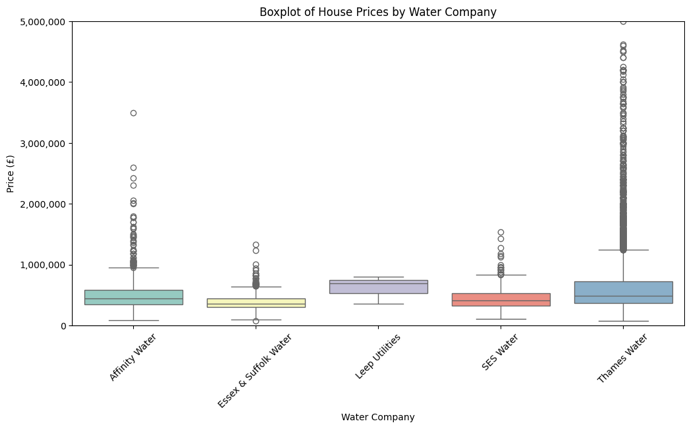 Boxplot of House Prices by Water Company
5,000,000
4,000,000
3,000,000
2,000,000
1,000,000
0
Price (£)
Affinity Water
Essex & Suffolk Water
Leep Utilities
SES Water
Thames Water
Water Company